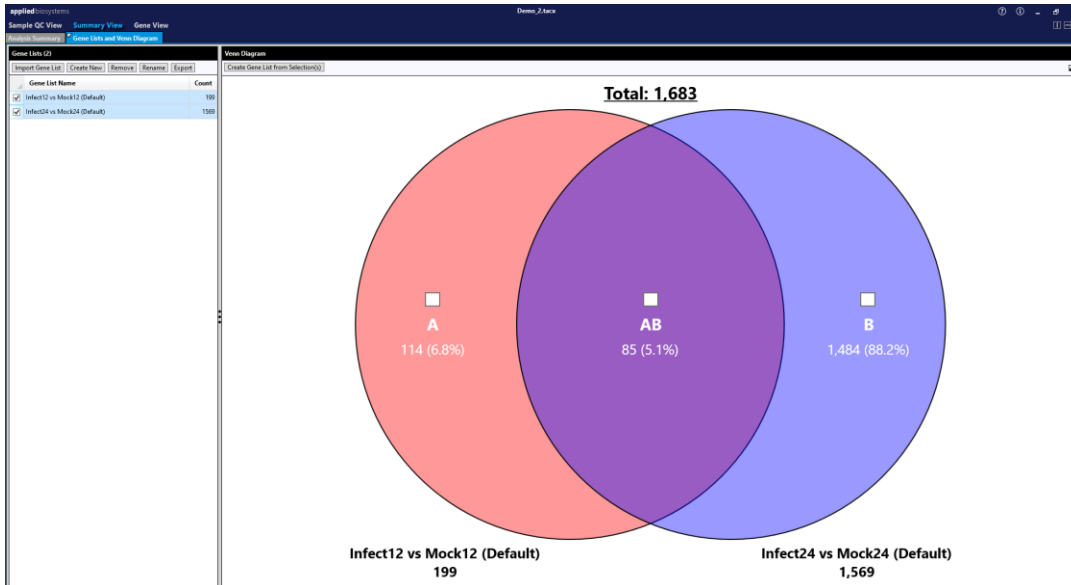 applied biosystems
Demo_2.tacx
Sample QC View Summary View Gene View
Analysis Summary Gene Lists and Venn Diagram
Gene Lists (2)
Import Gene List Create New Remove Rename Export
Gene List Name Count
Infect12 vs Mock12 (Default) 199
Infect24 vs Mock24 (Default) 1569
Venn Diagram
Create Gene List from Selection(s)
Total: 1,683
A
114 (6.8%)
AB
85 (5.1%)
B
1,484 (88.2%)
Infect12 vs Mock12 (Default)
199
Infect24 vs Mock24 (Default)
1,569